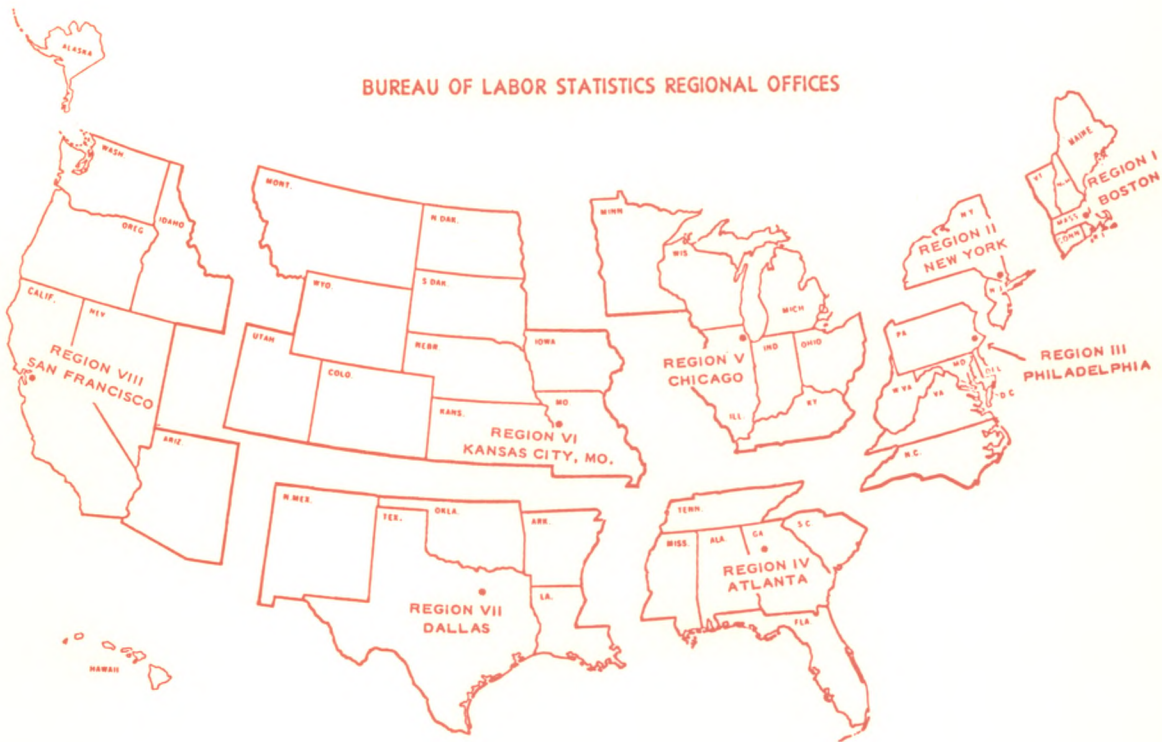 ALASKA
BUREAU OF LABOR STATISTICS REGIONAL OFFICES
WASH.
OREG.
IDAHO
CALIF.
NEV.
REGION VIII
SAN FRANCISCO
ARIZ
HAWAII
MONT.
N DAK.
WYO.
S DAK.
NEBR.
UTAH
COLO.
KANS.
IOWA
MO.
REGION VI
KANSAS CITY, MO.
N.MEX.
TEX.
OKLA.
ARK.
LA.
REGION VII
DALLAS
MINN
WIS
MICH
REGION V
CHICAGO
IND
OHIO
ILL.
KY
TENN.
MISS.
ALA.
GA
S.C.
REGION IV
ATLANTA
FLA
MAINE
VT
N.H.
MASS
CONN
R I
REGION I
BOSTON
N.Y.
REGION II
NEW YORK
N.J.
PA
REGION III
PHILADELPHIA
MD.
DEL
D C
W VA
VA
N.C.